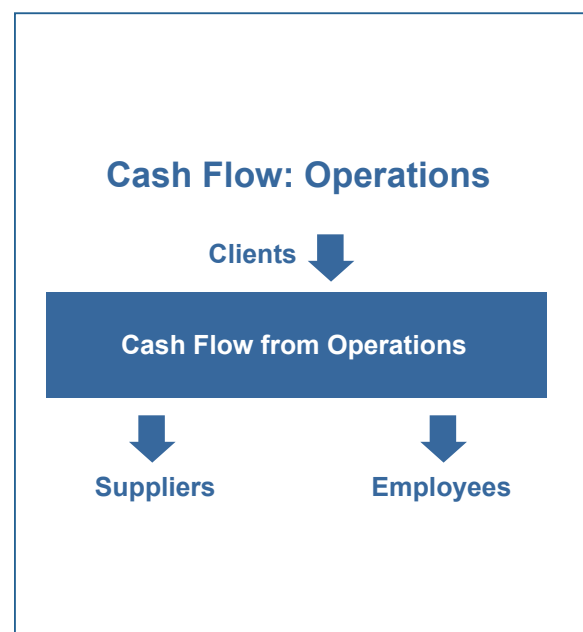 Cash Flow: Operations
Clients
Cash Flow from Operations
Suppliers
Employees